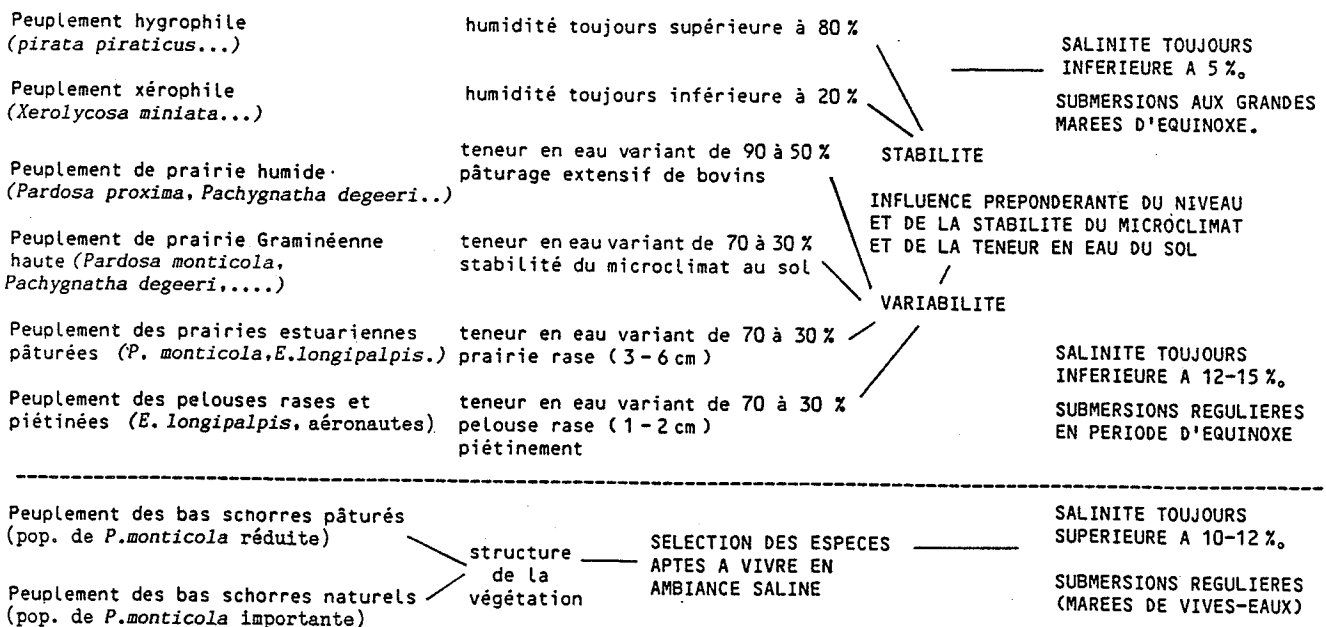 Peuplement hygrophile
(pirata piraticus...)
humidité toujours supérieure à 80 %
SALINITE TOUJOURS
INFERIEURE A 5 ‰
SUBMERSIONS AUX GRANDES
MAREES D'EQUINOXE.
Peuplement xérophile
(Xerolycosa miniata...)
humidité toujours inférieure à 20 %
Peuplement de prairie humide
(Pardosa proxima, Pachygnatha degeeri..)
teneur en eau variant de 90 à 50 %
pâturage extensif de bovins
STABILITE
INFLUENCE PREPONDERANTE DU NIVEAU
ET DE LA STABILITE DU MICROCLIMAT
ET DE LA TENEUR EN EAU DU SOL
Peuplement de prairie Graminéenne
haute (Pardosa monticola,
Pachygnatha degeeri,....)
teneur en eau variant de 70 à 30 %
stabilité du microclimat au sol
VARIABILITE
Peuplement des prairies estuariennes
pâturées (P. monticola,E.longipalpis.)
teneur en eau variant de 70 à 30 %
prairie rase (3-6 cm)
SALINITE TOUJOURS
INFERIEURE A 12-15 ‰
SUBMERSIONS REGULIERES
EN PERIODE D'EQUINOXE
Peuplement des pelouses rases et
piétinées (E. longipalpis, aéronautes)
teneur en eau variant de 70 à 30 %
pelouse rase (1-2 cm)
piétinement
Peuplement des bas schorres pâturés
(pop. de P.monticola réduite)
Peuplement des bas schorres naturels
(pop. de P.monticola importante)
structure
de la
végétation
SELECTION DES ESPECES
APTES A VIVRE EN
AMBIANCE SALINE
SALINITE TOUJOURS
SUPERIEURE A 10-12 ‰
SUBMERSIONS REGULIERES
(MAREES DE VIVES-EAUX)